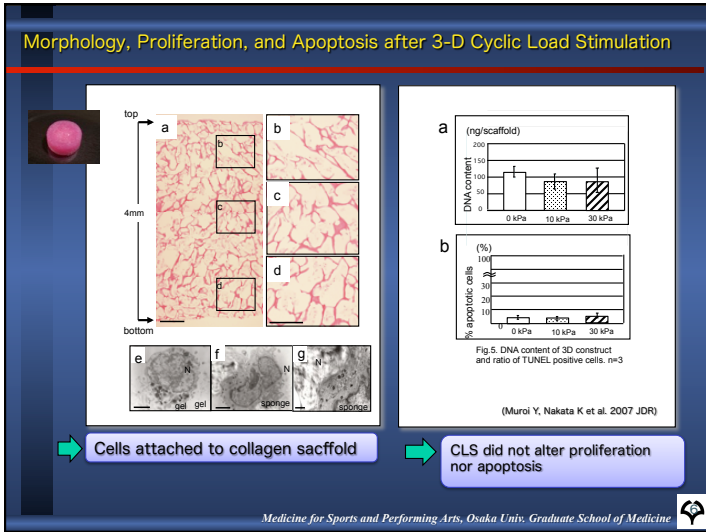 Morphology, Proliferation, and Apoptosis after 3-D Cyclic Load Stimulation
top
4mm
bottom
a
b
c
d
b
c
d
e
N
gel
gel
f
N
sponge
g
N
sponge
a
(ng/scaffold)
DNA content
200
150
100
50
0
0 kPa 10 kPa 30 kPa
b
(%)
% apoptotic cells
100
30
20
10
0
0 kPa 10 kPa 30 kPa
Fig.5. DNA content of 3D construct
and ratio of TUNEL positive cells. n=3
(Muroi Y, Nakata K et al. 2007 JDR)
Cells attached to collagen sacffold
CLS did not alter proliferation
nor apoptosis
Medicine for Sports and Performing Arts, Osaka Univ. Graduate School of Medicine